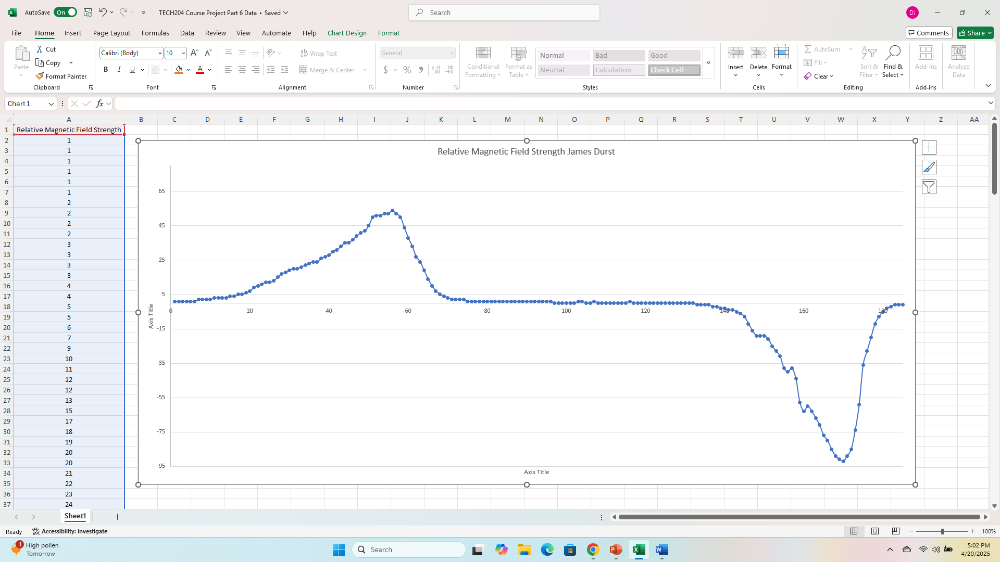 AutoSave On TECH204 Course Project Part 6 Data • Saved Search DJ
File Home Insert Page Layout Formulas Data Review View Automate Help Chart Design Format Comments Share
Paste Cut Copy Format Painter Clipboard
Calibri (Body) 10 A A B I U A Font
ab Wrap Text Merge & Center Alignment
General $ % Number
Conditional Formatting Format as Table Normal Bad Good Neutral Calculation Check Cell Styles
Insert Delete Format Cells
AutoSum Fill Clear Sort & Filter Find & Select Editing
Add-ins Add-ins Analyze Data
Chart 1 fx
A B C D E F G H I J K L M N O P Q R S T U V W X Y Z AA
1 Relative Magnetic Field Strength
2 1
3 1
4 1
5 1
6 1
7 1
8 2
9 2
10 2
11 2
12 3
13 3
14 3
15 3
16 4
17 4
18 5
19 5
20 6
21 7
22 9
23 10
24 11
25 12
26 12
27 13
28 15
29 17
30 18
31 19
32 20
33 20
34 21
35 22
36 23
37 24
Relative Magnetic Field Strength James Durst
65
45
25
5
0 20 40 60 80 100 120 140 160 180
Axis Title
-15
-35
-55
-75
-95
Axis Title
Sheet1
Ready Accessibility: Investigate 100%
1 High pollen
Tomorrow
Search
5:02 PM
4/20/2025